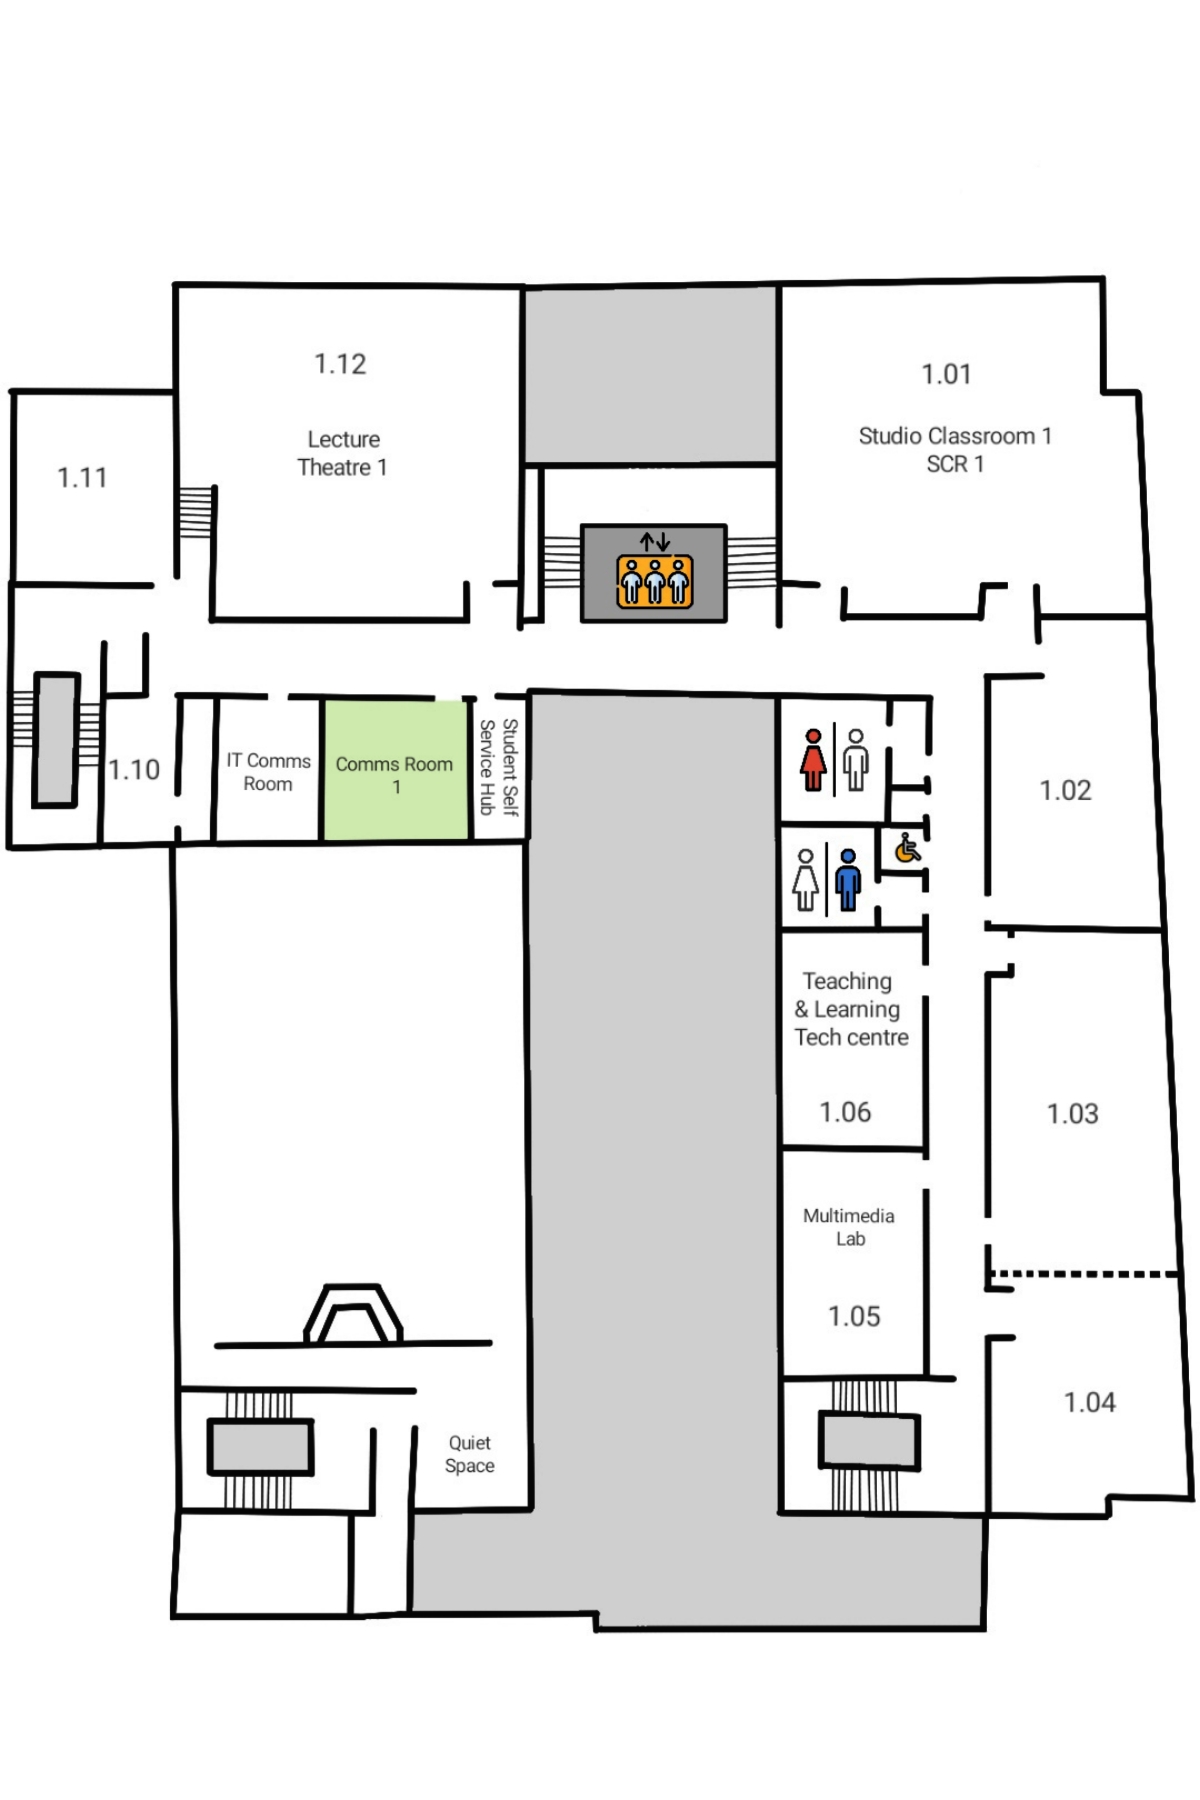 1.12
Lecture
Theatre 1
1.01
Studio Classroom 1
SCR 1
1.11
1.10
IT Comms
Room
Comms Room
1
Student Self
Service Hub
1.02
Teaching
& Learning
Tech centre
1.06
1.03
Multimedia
Lab
1.05
1.04
Quiet
Space